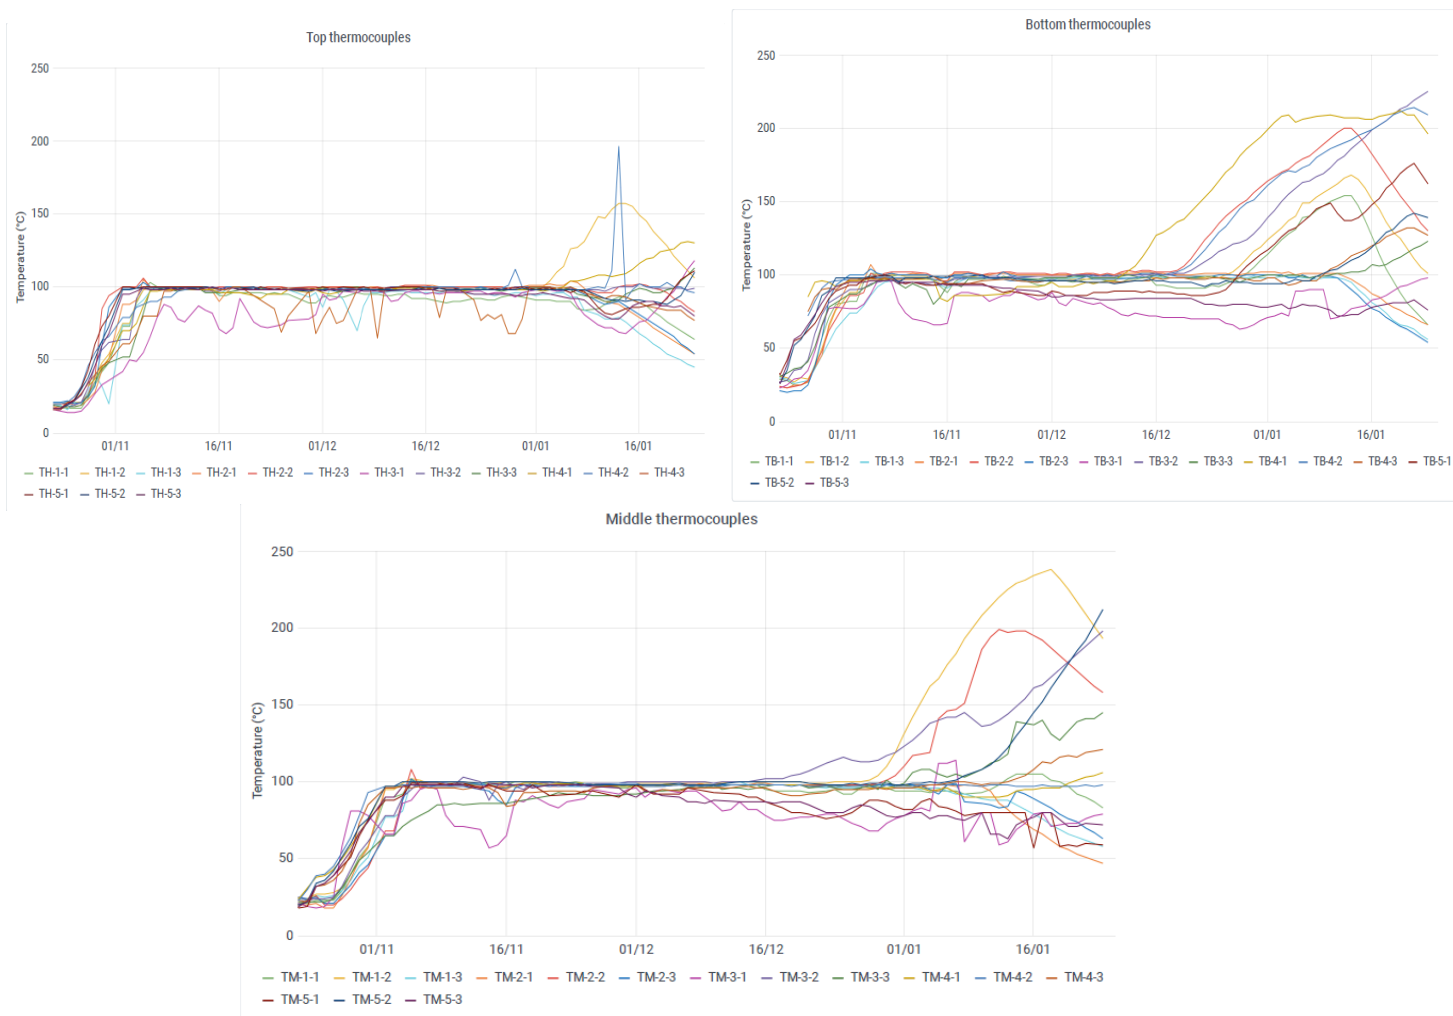 Top thermocouples
250
200
150
100
50
0
Temperature (°C)
01/11 16/11 01/12 16/12 01/01 16/01
TH-1-1 TH-1-2 TH-1-3 TH-2-1 TH-2-2 TH-2-3 TH-3-1 TH-3-2 TH-3-3 TH-4-1 TH-4-2 TH-4-3
TH-5-1 TH-5-2 TH-5-3
Bottom thermocouples
250
200
150
100
50
0
Temperature (°C)
01/11 16/11 01/12 16/12 01/01 16/01
TB-1-1 TB-1-2 TB-1-3 TB-2-1 TB-2-2 TB-2-3 TB-3-1 TB-3-2 TB-3-3 TB-4-1 TB-4-2 TB-4-3 TB-5-1
TB-5-2 TB-5-3
Middle thermocouples
250
200
150
100
50
0
Temperature (°C)
01/11 16/11 01/12 16/12 01/01 16/01
TM-1-1 TM-1-2 TM-1-3 TM-2-1 TM-2-2 TM-2-3 TM-3-1 TM-3-2 TM-3-3 TM-4-1 TM-4-2 TM-4-3
TM-5-1 TM-5-2 TM-5-3